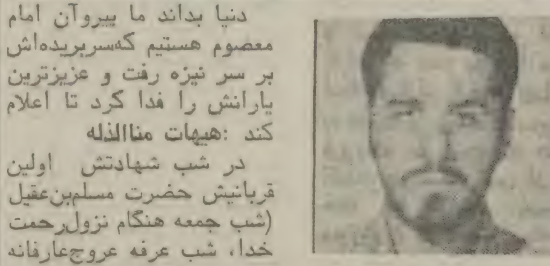 دنیا بداند ما پیروآن امام
معصوم هستیم که‌سربریده‌اش
بر سر نیزه رفت و عزیزترین
یارانش را فدا کرد تا اعلام
کند :هیهات مناالذله
در شب شهادتش اولین
قربانیش حضرت مسلم‌بن‌عقیل
(شب جمعه هنگام نزول‌رحمت
خدا، شب عرفه عروج‌عارفانه